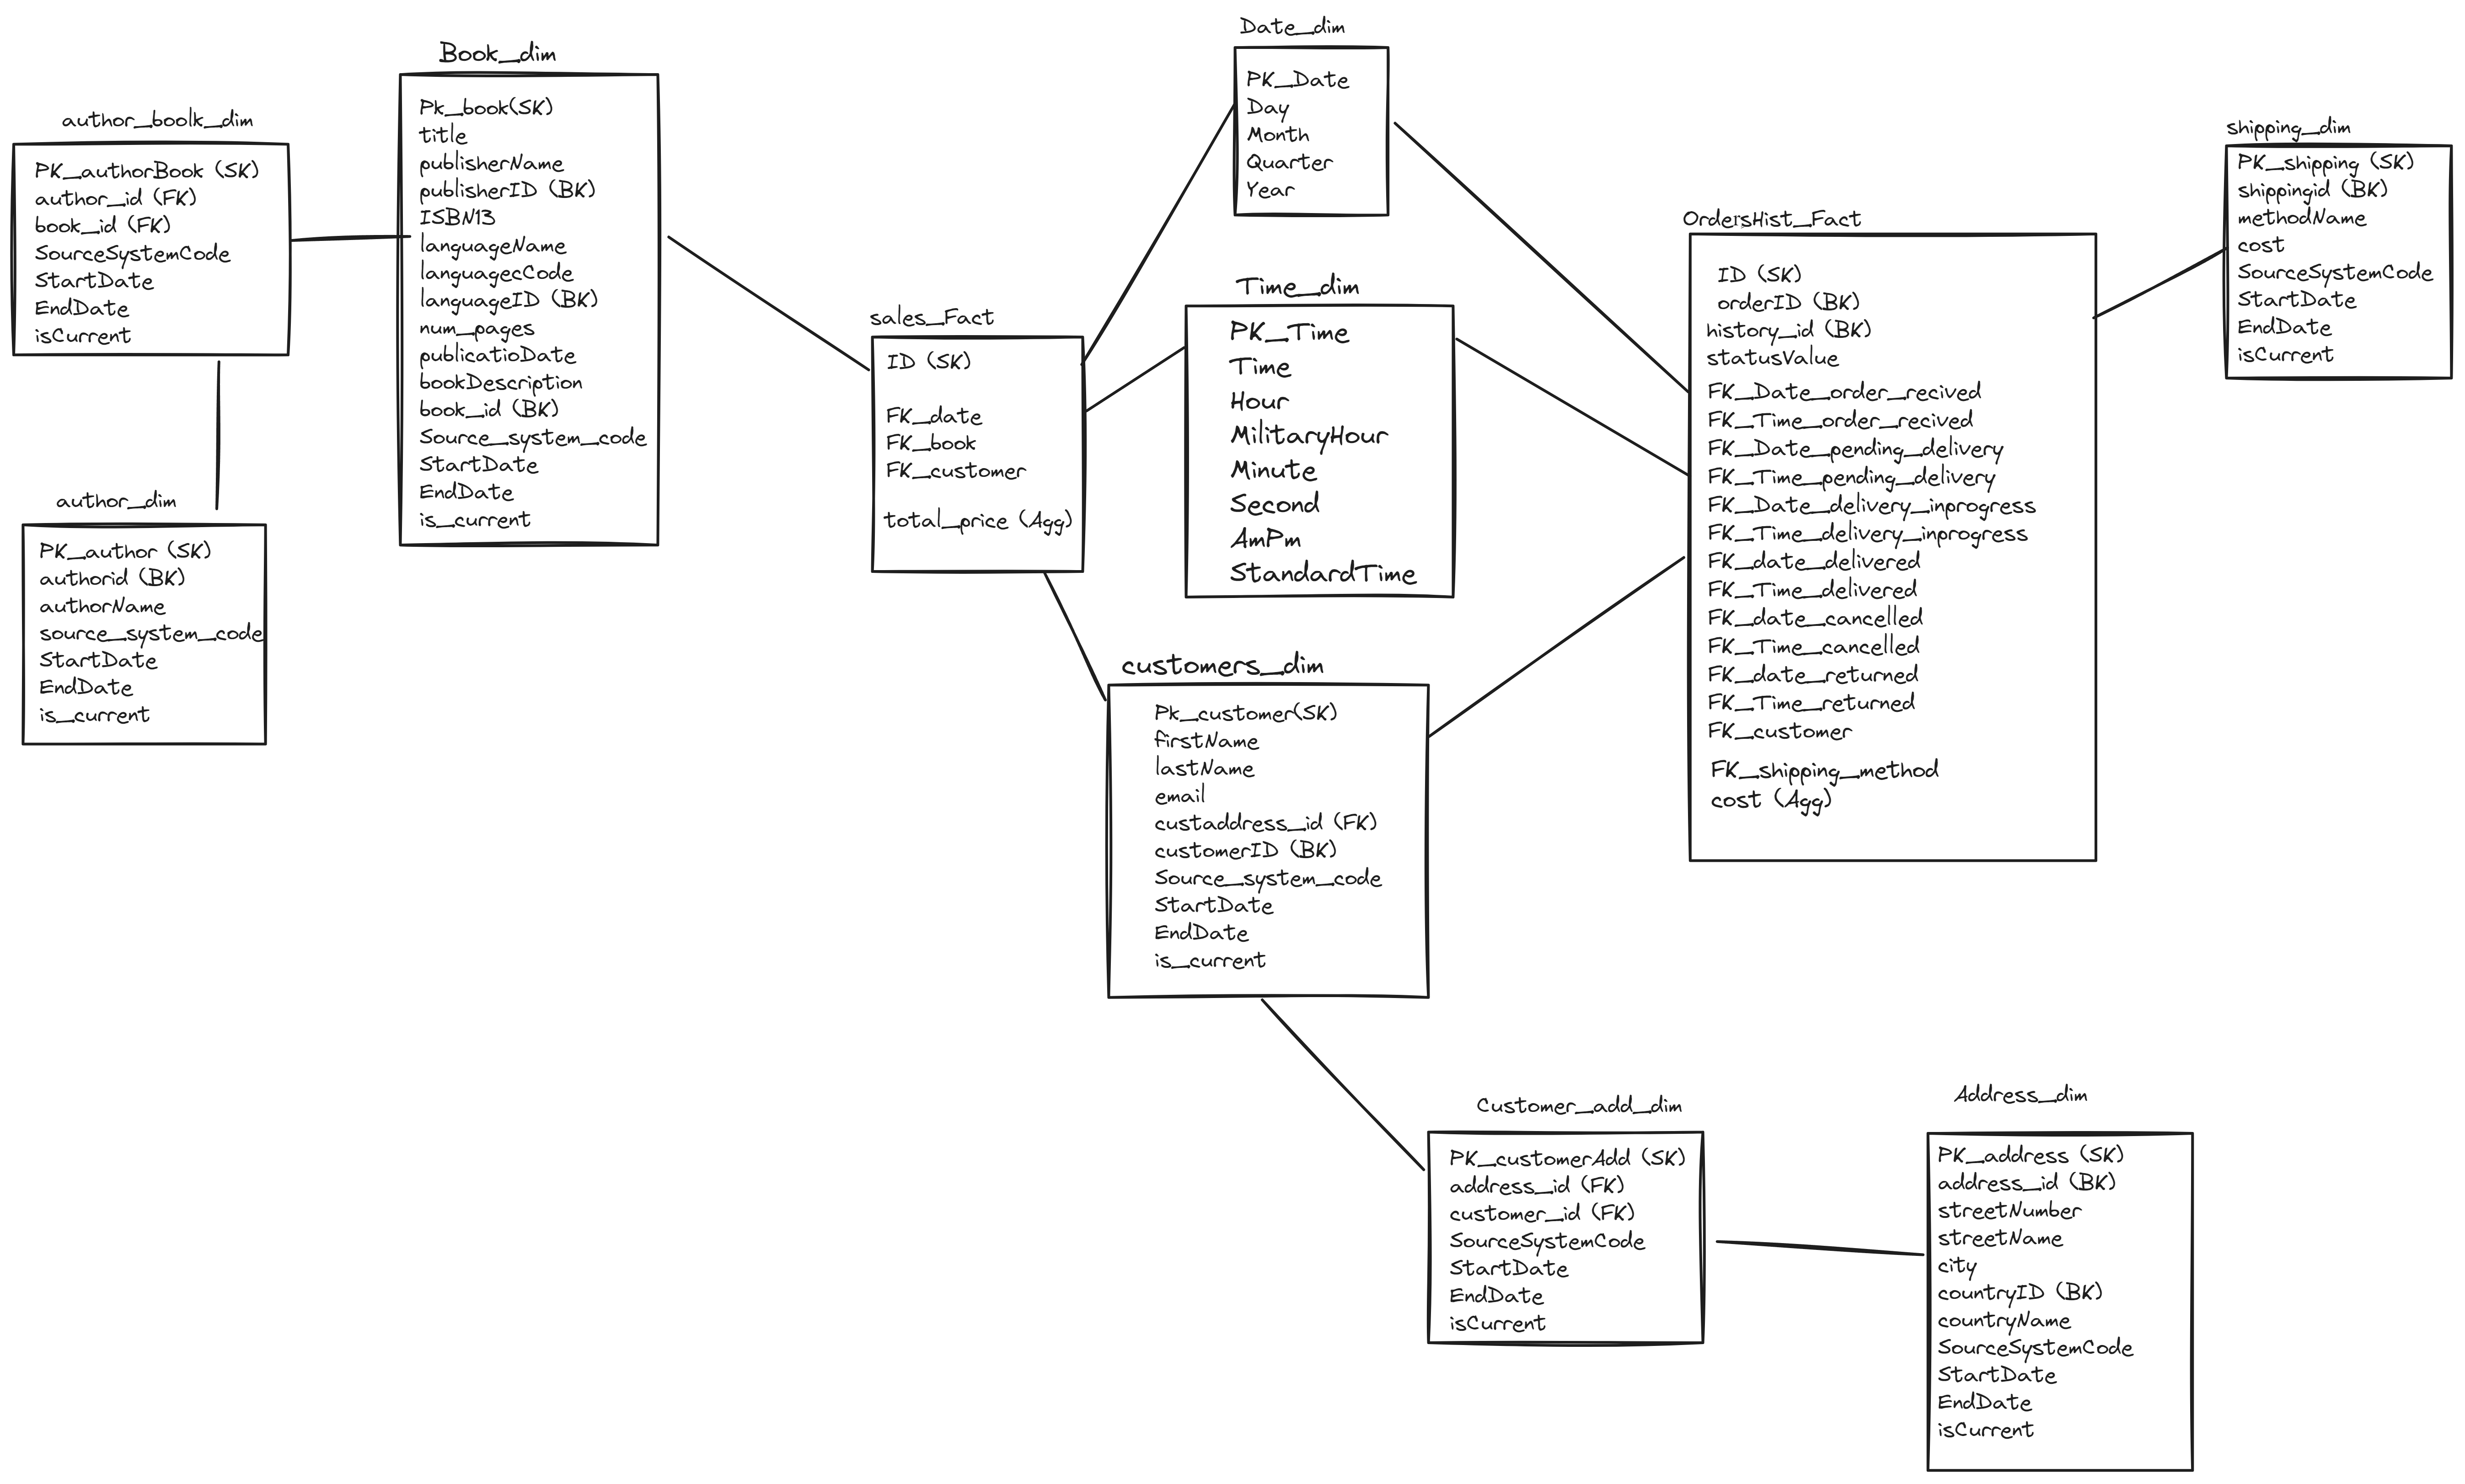 author_boolk_dim
PK_authorBook (SK)
author_id (FK)
book_id (FK)
SourceSystemCode
StartDate
EndDate
isCurrent
author_dim
PK_author (SK)
authorid (BK)
authorName
source_system_code
StartDate
EndDate
is_current
Book_dim
Pk_book(SK)
title
publisherName
publisherID (BK)
ISBN13
languageName
languagecCode
languageID (BK)
num_pages
publicatioDate
bookDescription
book_id (BK)
Source_system_code
StartDate
EndDate
is_current
sales_Fact
ID (SK)
FK_date
FK_book
FK_customer
total_price (Agg)
Date_dim
PK_Date
Day
Month
Quarter
Year
Time_dim
PK_Time
Time
Hour
MilitaryHour
Minute
Second
AmPm
StandardTime
customers_dim
Pk_customer(SK)
firstName
lastName
email
custaddress_id (FK)
customerID (BK)
Source_system_code
StartDate
EndDate
is_current
OrdersHist_Fact
ID (SK)
orderID (BK)
history_id (BK)
statusValue
FK_Date_order_recived
FK_Time_order_recived
FK_Date_pending_delivery
FK_Time_pending_delivery
FK_Date_delivery_inprogress
FK_Time_delivery_inprogress
FK_date_delivered
FK_Time_delivered
FK_date_cancelled
FK_Time_cancelled
FK_date_returned
FK_Time_returned
FK_customer
FK_shipping_method
cost (Agg)
shipping_dim
PK_shipping (SK)
shippingid (BK)
methodName
cost
SourceSystemCode
StartDate
EndDate
isCurrent
Customer_add_dim
PK_customerAdd (SK)
address_id (FK)
customer_id (FK)
SourceSystemCode
StartDate
EndDate
isCurrent
Address_dim
PK_address (SK)
address_id (BK)
streetNumber
streetName
city
countryID (BK)
countryName
SourceSystemCode
StartDate
EndDate
isCurrent